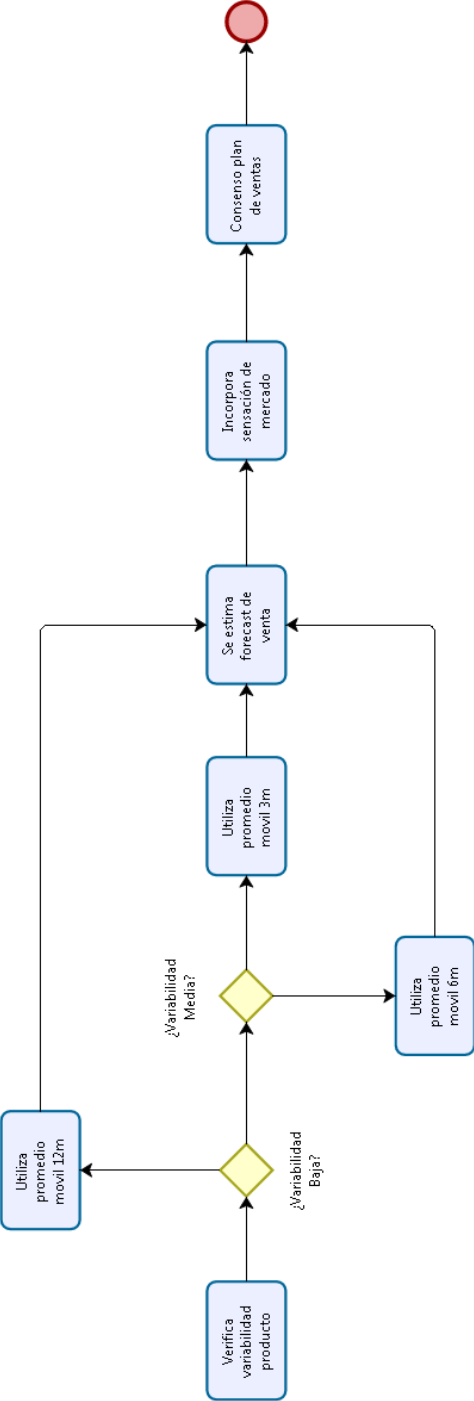 Verifica
variabilidad
producto
¿Variabilidad
Baja?
Utiliza
promedio
movil 12m
¿Variabilidad
Media?
Utiliza
promedio
movil 6m
Utiliza
promedio
movil 3m
Se estima
forecast de
venta
Incorpora
sensación de
mercado
Consenso plan
de ventas